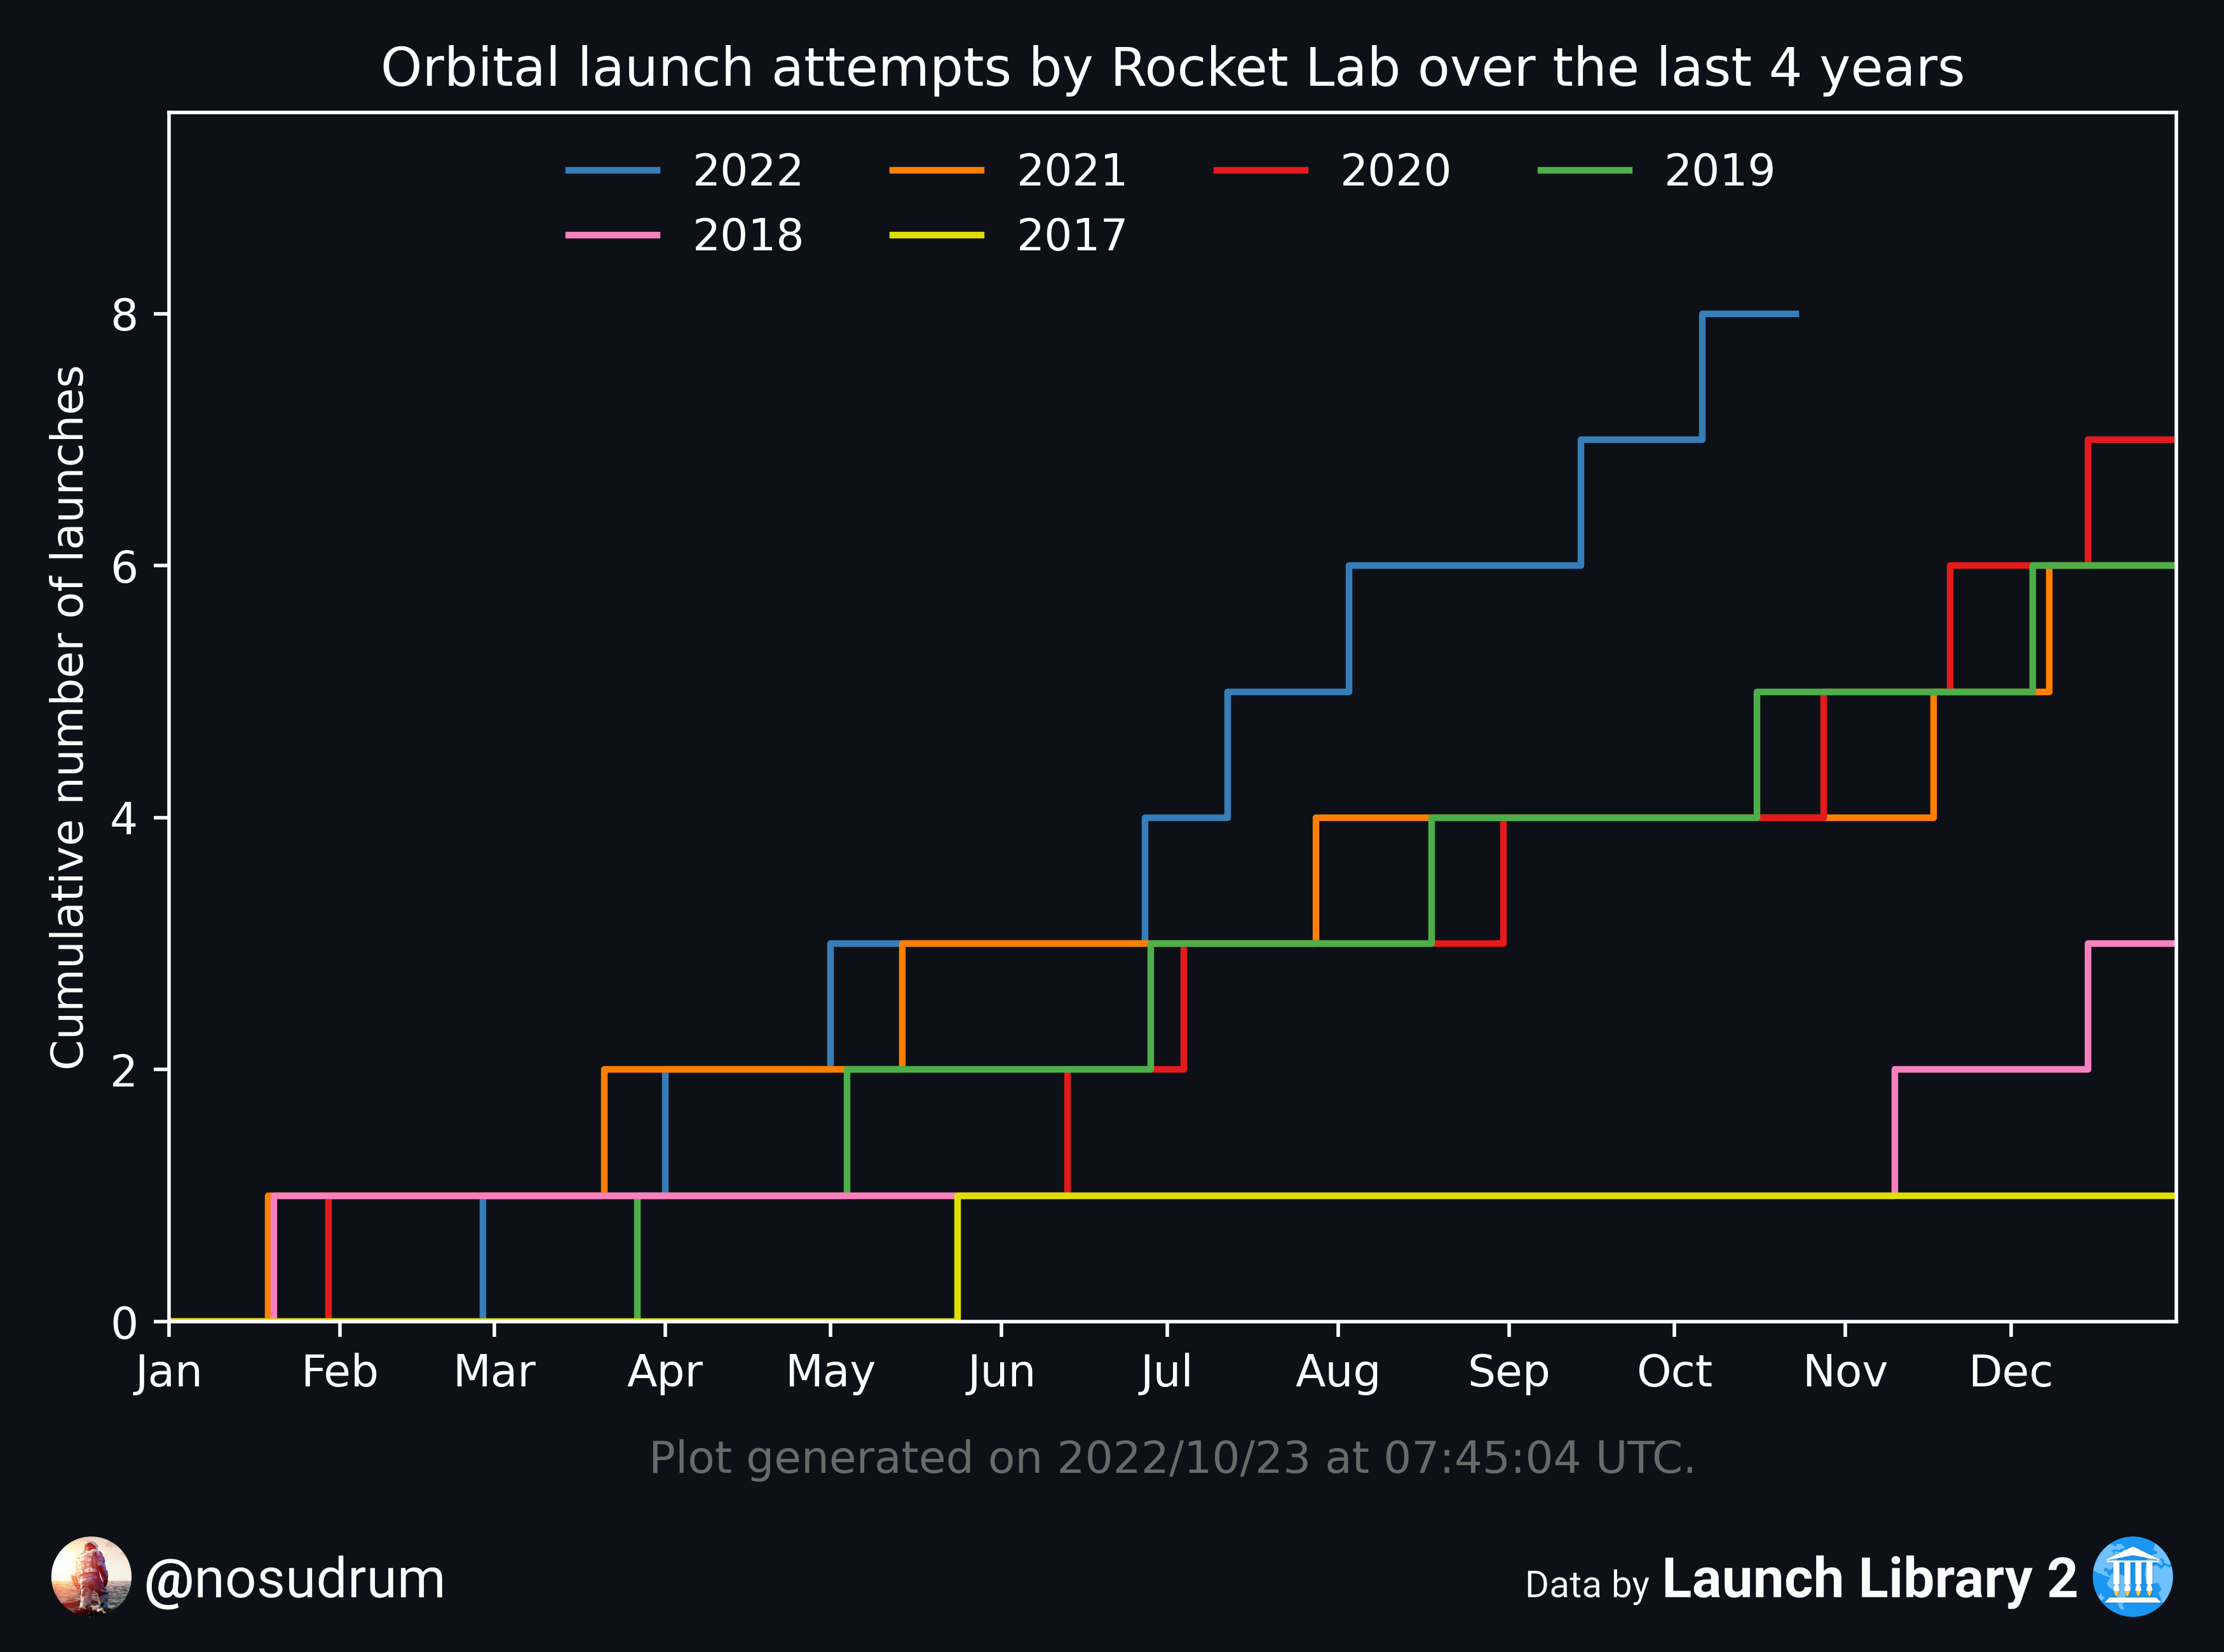 Orbital launch attempts by Rocket Lab over the last 4 years
2022 2021 2020 2019
2018 2017
Cumulative number of launches
8
6
4
2
0
Jan Feb Mar Apr May Jun Jul Aug Sep Oct Nov Dec
Plot generated on 2022/10/23 at 07:45:04 UTC.
@nosudrum
Data by Launch Library 2